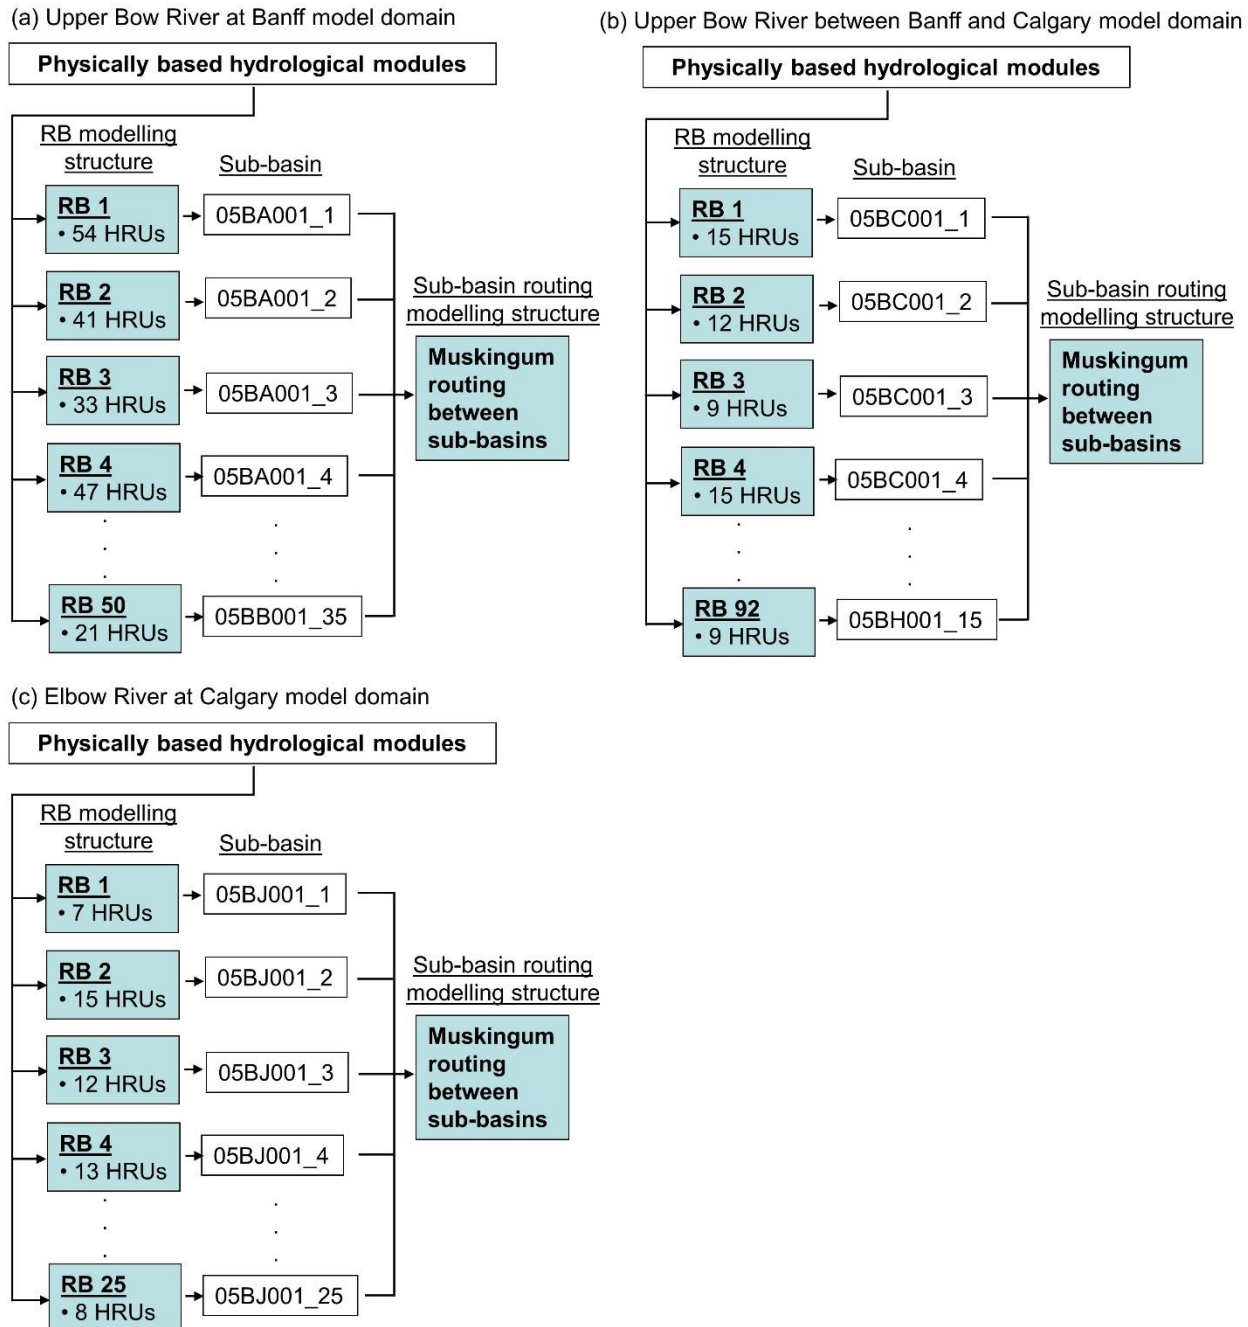 (a) Upper Bow River at Banff model domain
Physically based hydrological modules
RB modelling
structure
Sub-basin
RB 1
• 54 HRUs
05BA001_1
RB 2
• 41 HRUs
05BA001_2
RB 3
• 33 HRUs
05BA001_3
RB 4
• 47 HRUs
05BA001_4
RB 50
• 21 HRUs
05BB001_35
Sub-basin routing
modelling structure
Muskingum
routing
between
sub-basins
(b) Upper Bow River between Banff and Calgary model domain
Physically based hydrological modules
RB modelling
structure
Sub-basin
RB 1
• 15 HRUs
05BC001_1
RB 2
• 12 HRUs
05BC001_2
RB 3
• 9 HRUs
05BC001_3
RB 4
• 15 HRUs
05BC001_4
RB 92
• 9 HRUs
05BH001_15
Sub-basin routing
modelling structure
Muskingum
routing
between
sub-basins
(c) Elbow River at Calgary model domain
Physically based hydrological modules
RB modelling
structure
Sub-basin
RB 1
• 7 HRUs
05BJ001_1
RB 2
• 15 HRUs
05BJ001_2
RB 3
• 12 HRUs
05BJ001_3
RB 4
• 13 HRUs
05BJ001_4
RB 25
• 8 HRUs
05BJ001_25
Sub-basin routing
modelling structure
Muskingum
routing
between
sub-basins